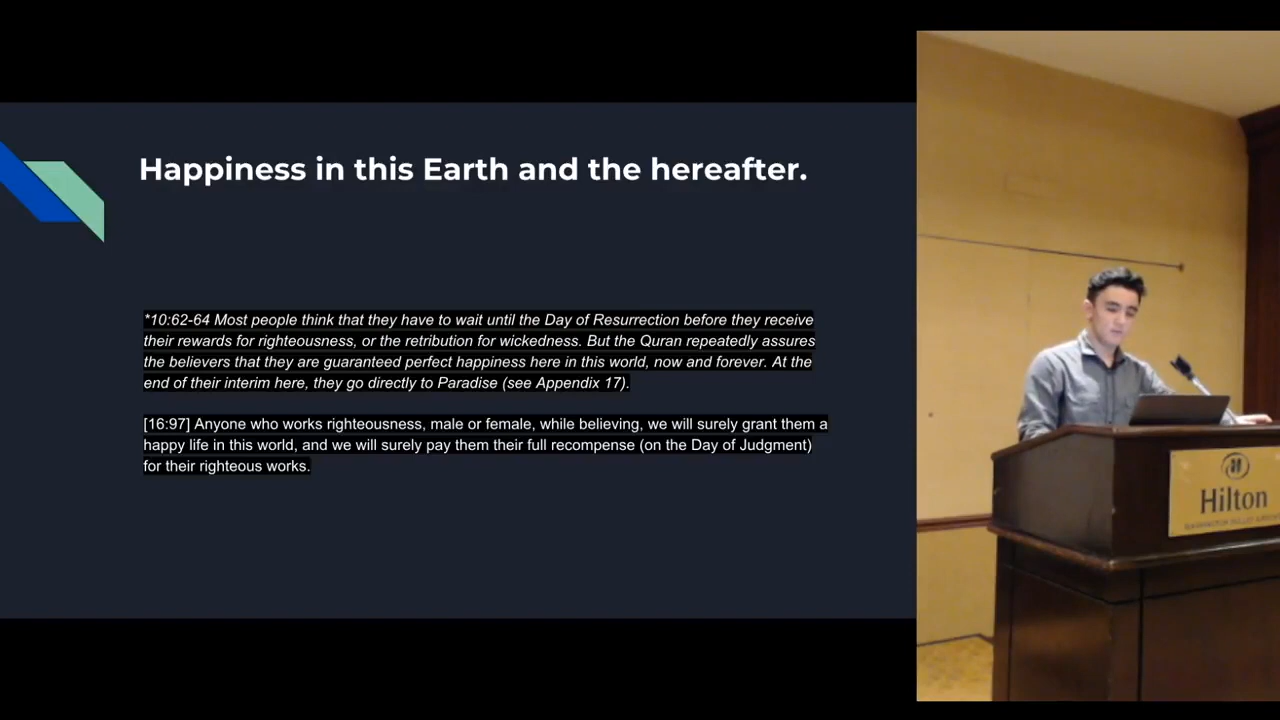 Happiness in this Earth and the hereafter.
*10:62-64 Most people think that they have to wait until the Day of Resurrection before they receive
their rewards for righteousness, or the retribution for wickedness. But the Quran repeatedly assures
the believers that they are guaranteed perfect happiness here in this world, now and forever. At the
end of their interim here, they go directly to Paradise (see Appendix 17).
[16:97] Anyone who works righteousness, male or female, while believing, we will surely grant them a
happy life in this world, and we will surely pay them their full recompense (on the Day of Judgment)
for their righteous works.
Hilton